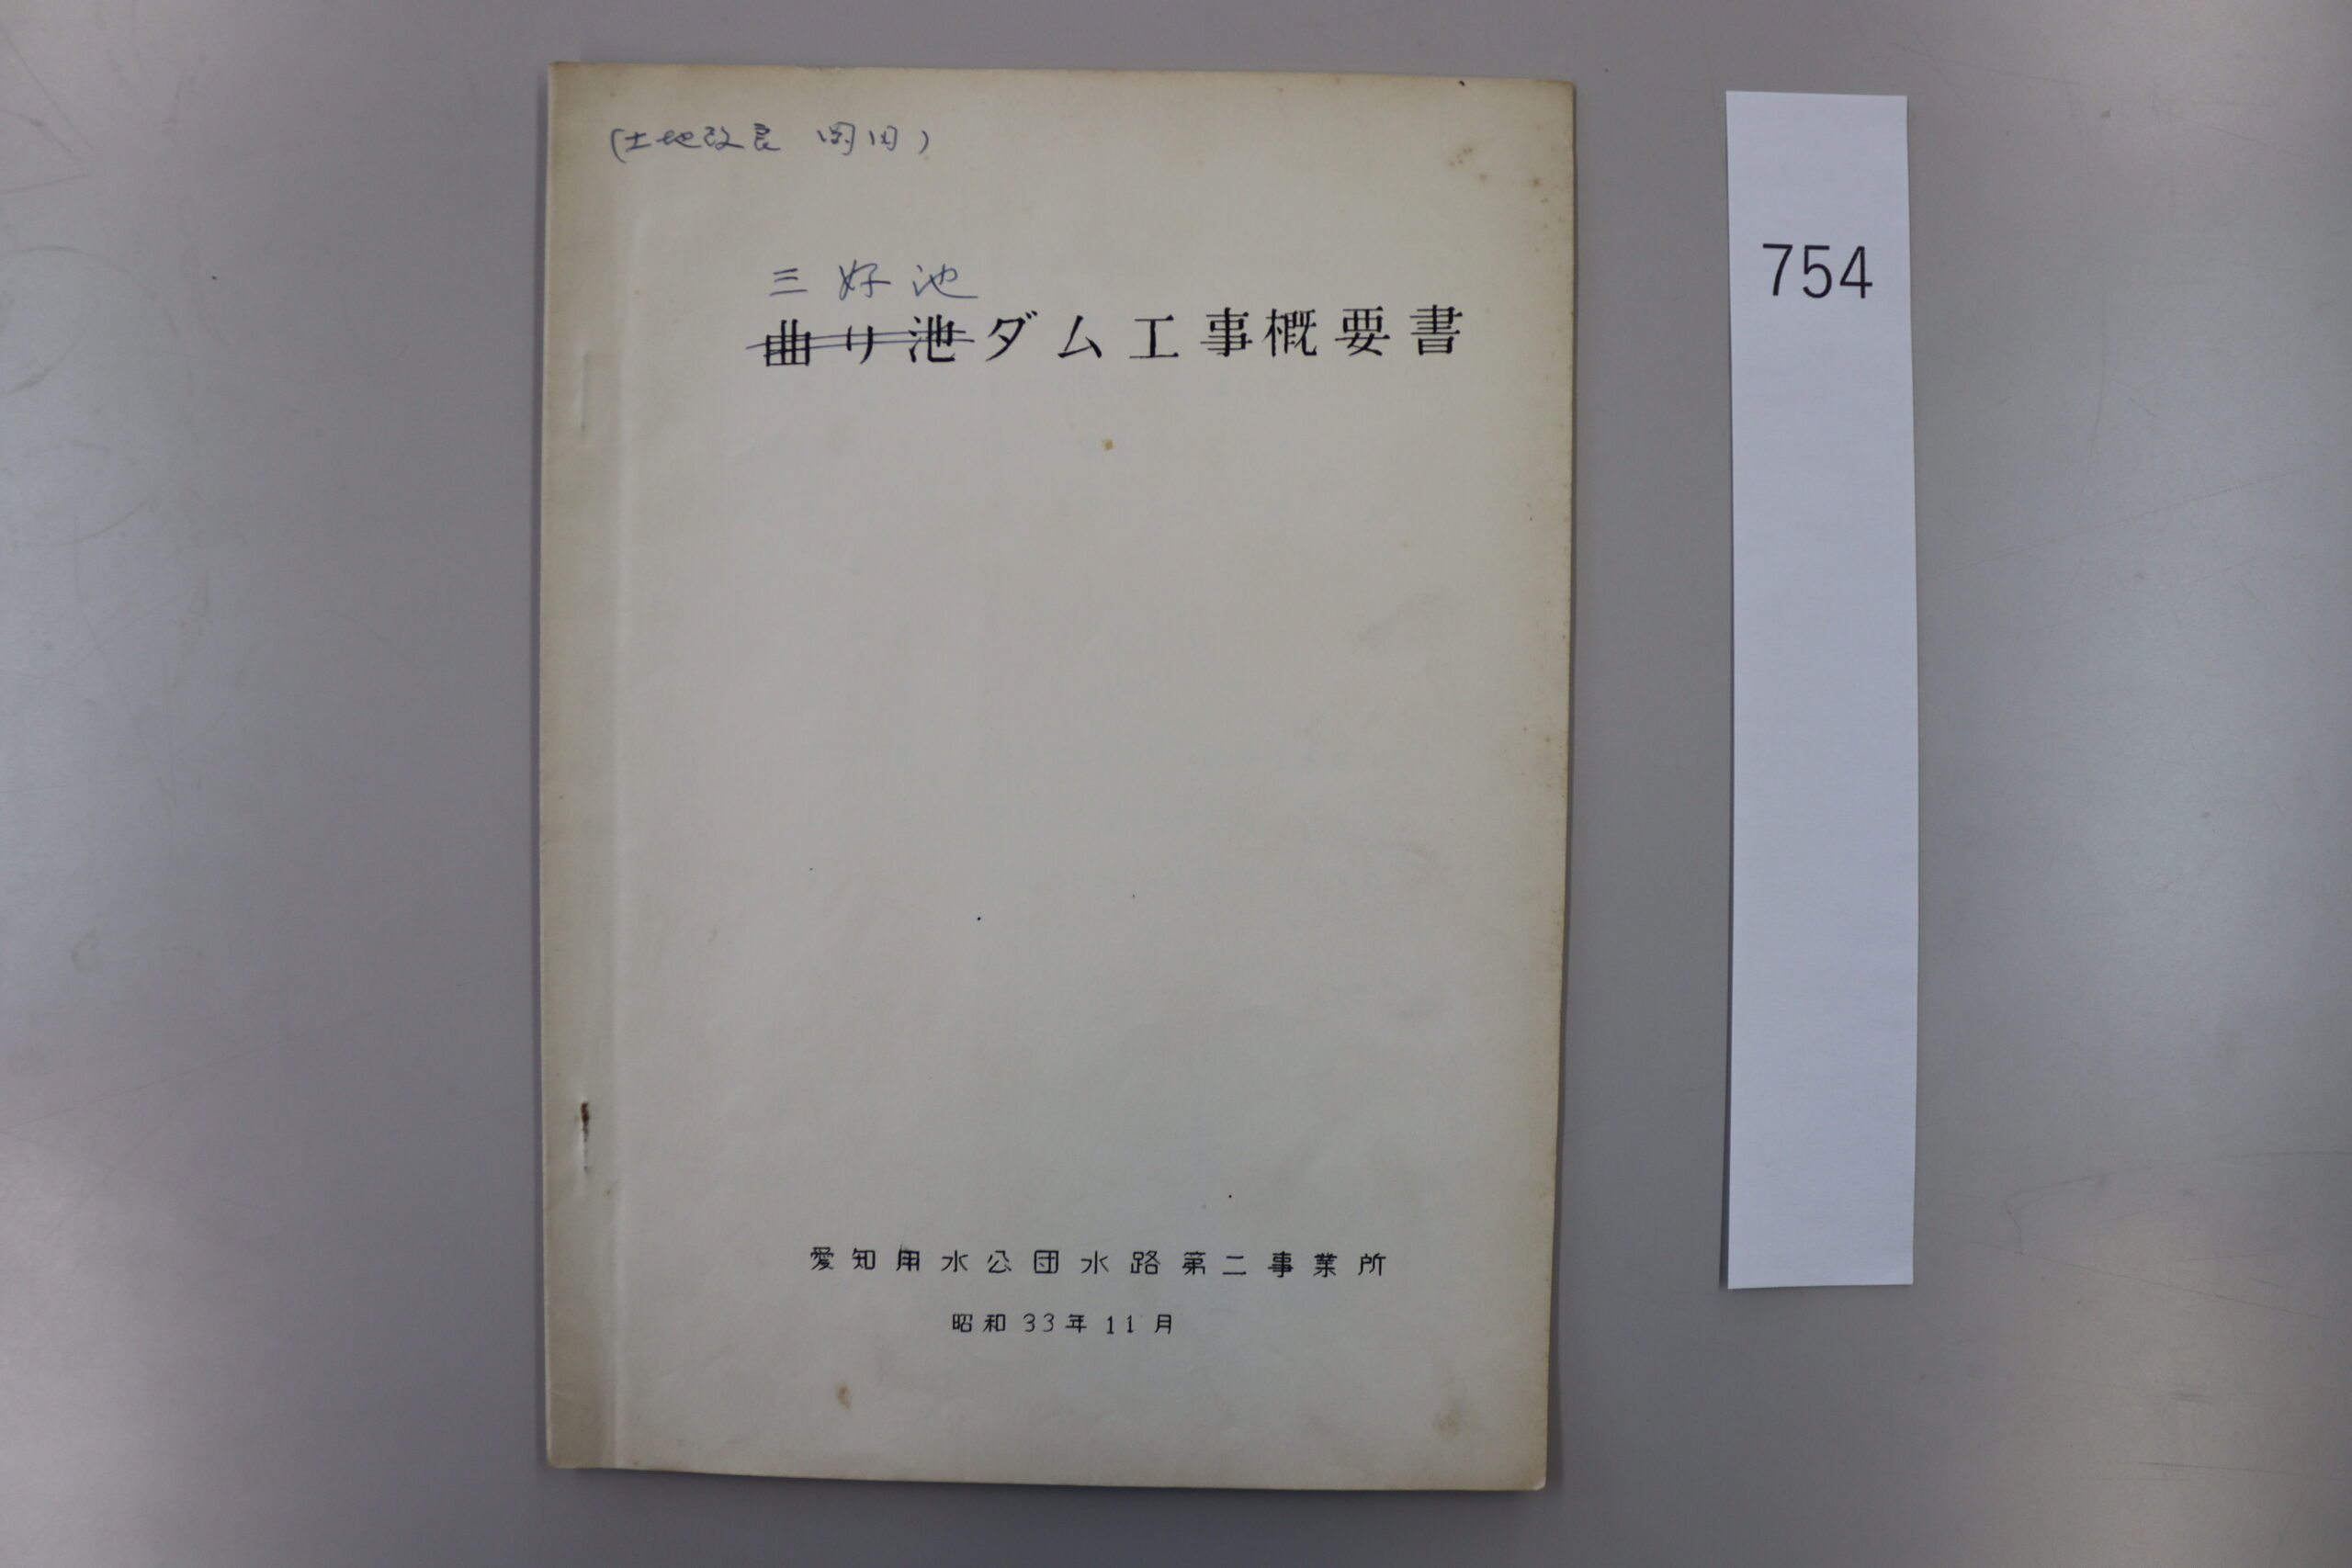 (土地改良 岡田)
三好池
曲り池ダム工事概要書
愛知用水公団水路第二事業所
昭和33年11月
754